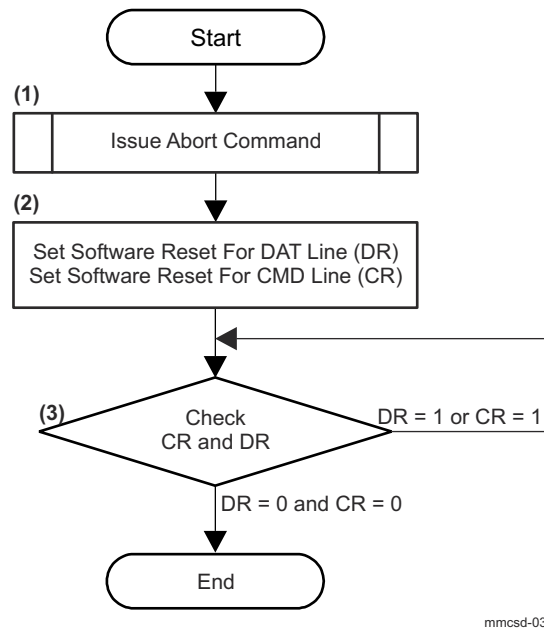 Start
(1)
Issue Abort Command
(2)
Set Software Reset For DAT Line (DR)
Set Software Reset For CMD Line (CR)
(3)
Check
CR and DR
DR = 1 or CR = 1
DR = 0 and CR = 0
End
mmcsd-03